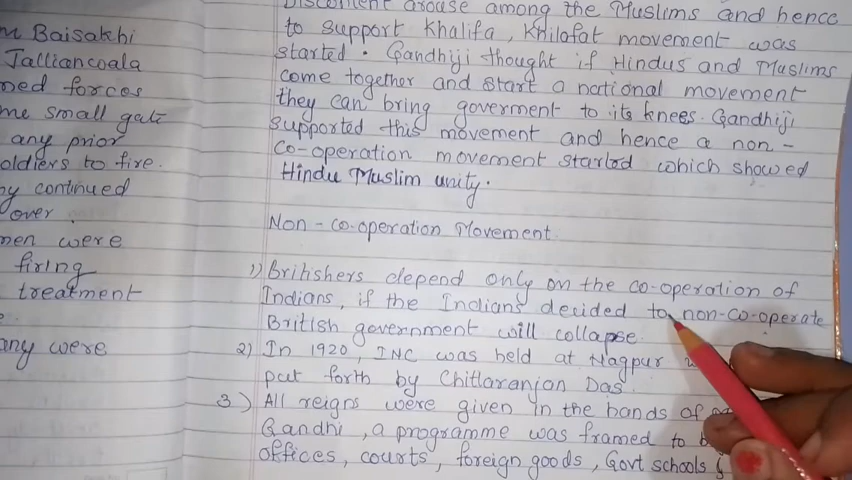 m Baisakhi
Jalliancoala
med forces
me small gate
any prior
oldiers to fire.
ny continued
over.
men were
firing
treatment
any were
Discontent arouse among the Muslims and hence
to support Khalifa, Khilafat movement was
started. Gandhiji thought if Hindus and Muslims
come together and start a national movement
they can bring goverment to its knees. Gandhiji
supported this movement and hence a non-
co-operation movement started which showed
Hindu Muslim unity.
Non-co-operation Movement.
1) Britishers depend only on the co-operation of
Indians, if the Indians decided to non-co-operate
British government will collapse.
2) In 1920, INC was held at Nagpur
put forth by Chittaranjan Das.
3) All reigns were given in the hands of
Gandhi, a programme was framed to
offices, courts, foreign goods, Govt schools